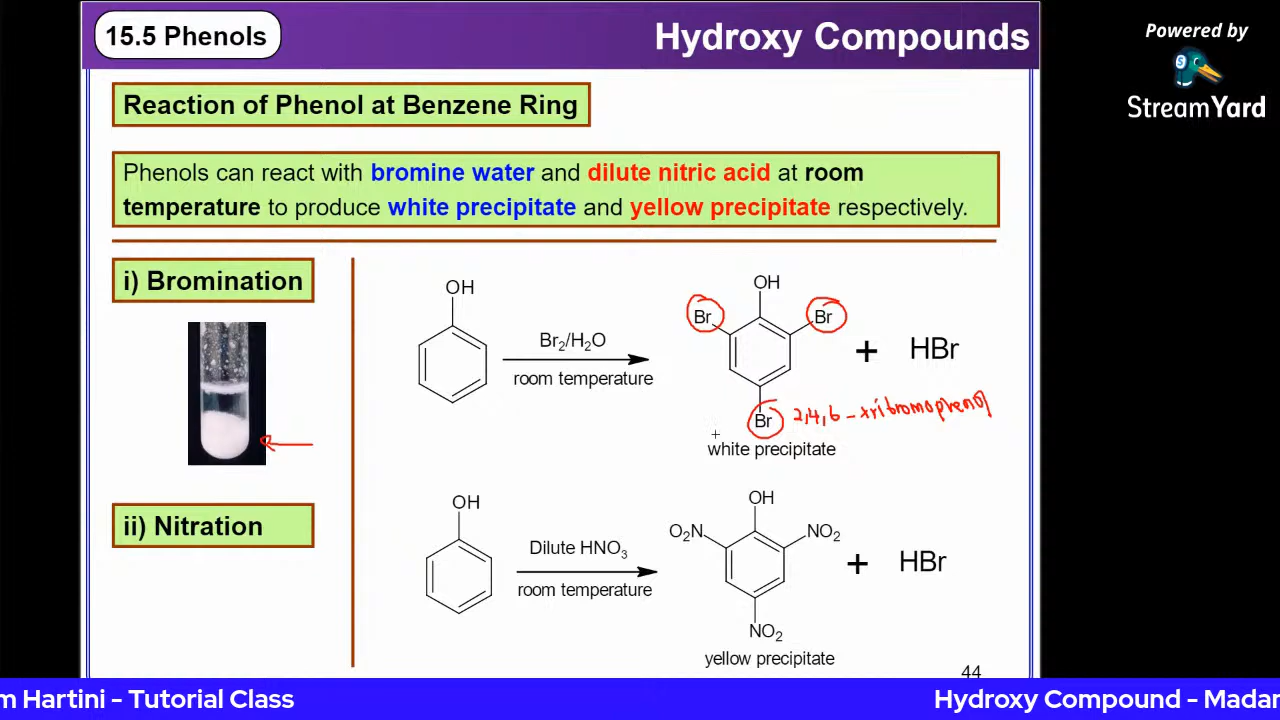 15.5 Phenols
Hydroxy Compounds
Powered by
S
StreamYard
Reaction of Phenol at Benzene Ring
Phenols can react with bromine water and dilute nitric acid at room
temperature to produce white precipitate and yellow precipitate respectively.
i) Bromination
OH
Br₂/H₂O
room temperature
OH
Br
Br
Br
+ HBr
2,4,6-tribromophenol
white precipitate
ii) Nitration
OH
Dilute HNO₃
room temperature
OH
O₂N
NO₂
NO₂
+ HBr
yellow precipitate
44
m Hartini - Tutorial Class
Hydroxy Compound - Madar